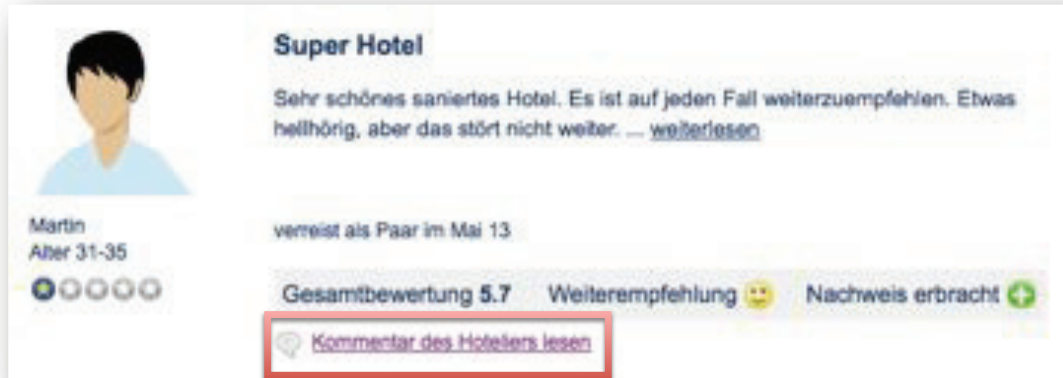 Super Hotel
Sehr schönes saniertes Hotel. Es ist auf jeden Fall weiterzuempfehlen. Etwas
hellhörig, aber das stört nicht weiter. ... weiterlesen
Martin
Alter 31-35
verreist als Paar im Mai 13
Gesamtbewertung 5.7 Weiterempfehlung Nachweis erbracht
Kommentar des Hoteliers lesen